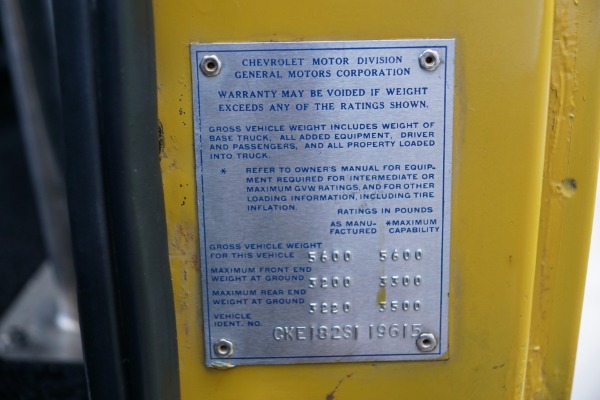 CHEVROLET MOTOR DIVISION
GENERAL MOTORS CORPORATION
WARRANTY MAY BE VOIDED IF WEIGHT
EXCEEDS ANY OF THE RATINGS SHOWN.
GROSS VEHICLE WEIGHT INCLUDES WEIGHT OF
BASE TRUCK, ALL ADDED EQUIPMENT, DRIVER
AND PASSENGERS, AND ALL PROPERTY LOADED
INTO TRUCK.
* REFER TO OWNER'S MANUAL FOR EQUIP-
MENT REQUIRED FOR INTERMEDIATE OR
MAXIMUM GVW RATINGS, AND FOR OTHER
LOADING INFORMATION, INCLUDING TIRE
INFLATION.
RATINGS IN POUNDS
AS MANU- *MAXIMUM
FACTURED CAPABILITY
GROSS VEHICLE WEIGHT
FOR THIS VEHICLE 5600 5600
MAXIMUM FRONT END
WEIGHT AT GROUND 3200 3300
MAXIMUM REAR END
WEIGHT AT GROUND 3220 3500
VEHICLE
IDENT. NO. CKE182S119615